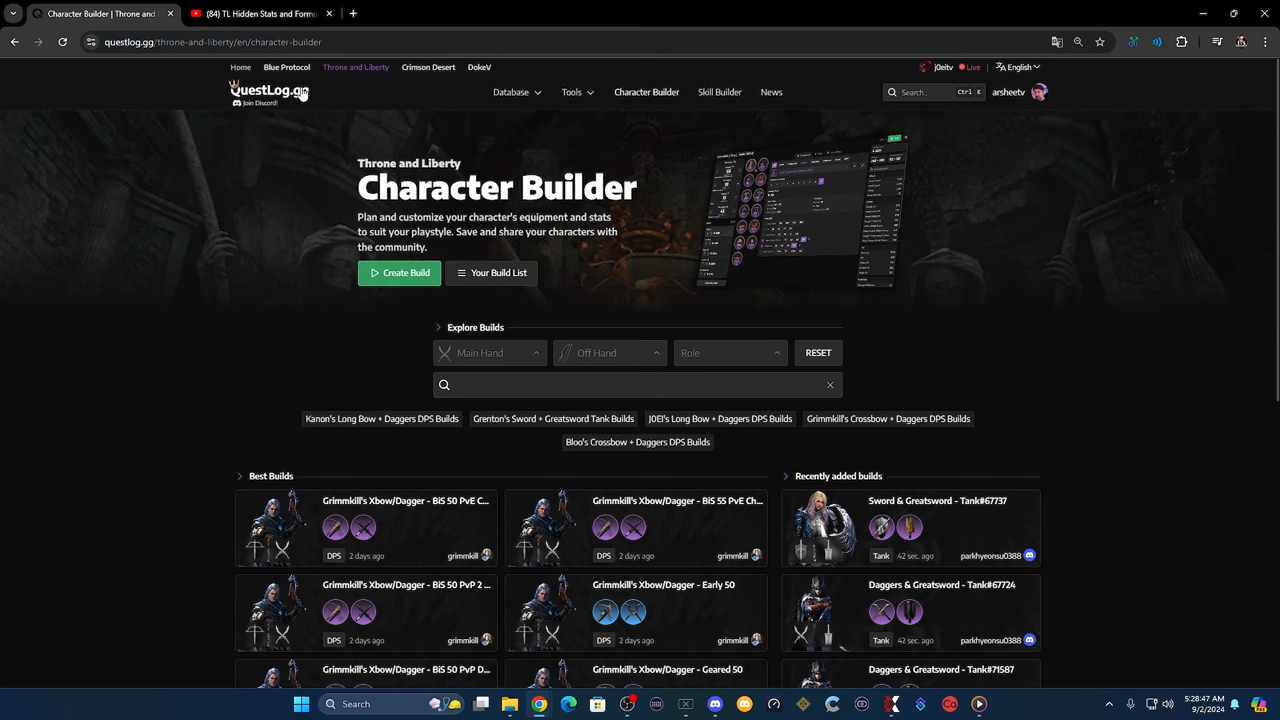 Character Builder | Throne and
(84) TL Hidden Stats and Formu
questlog.gg/throne-and-liberty/en/character-builder
Home Blue Protocol Throne and Liberty Crimson Desert DokeV
j0eitv Live English
QuestLog.gg
Join Discord!
Database Tools Character Builder Skill Builder News
Search.. Ctrl K arsheetv
Throne and Liberty
Character Builder
Plan and customize your character's equipment and stats
to suit your playstyle. Save and share your characters with
the community.
Create Build Your Build List
Explore Builds
Main Hand Off Hand Role RESET
Kanon's Long Bow + Daggers DPS Builds Grenton's Sword + Greatsword Tank Builds J0EI's Long Bow + Daggers DPS Builds Grimmkill's Crossbow + Daggers DPS Builds
Bloo's Crossbow + Daggers DPS Builds
Best Builds
Grimmkill's Xbow/Dagger - BiS 50 PvE C...
DPS 2 days ago grimmkill
Grimmkill's Xbow/Dagger - BiS 55 PvE Ch...
DPS 2 days ago grimmkill
Grimmkill's Xbow/Dagger - BiS 50 PvP 2 ...
DPS 2 days ago grimmkill
Grimmkill's Xbow/Dagger - Early 50
DPS 2 days ago grimmkill
Grimmkill's Xbow/Dagger - BiS 50 PvP D...
Grimmkill's Xbow/Dagger - Geared 50
Recently added builds
Sword & Greatsword - Tank#67737
Tank 42 sec. ago parkhyeonsu0388
Daggers & Greatsword - Tank#67724
Tank 42 sec. ago parkhyeonsu0388
Daggers & Greatsword - Tank#71587
Search
5:28:47 AM
9/2/2024